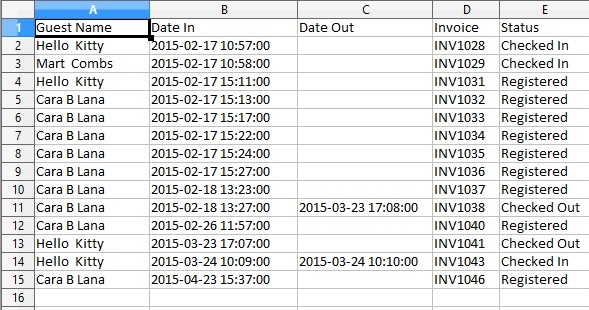 A B C D E
1 Guest Name Date In Date Out Invoice Status
2 Hello Kitty 2015-02-17 10:57:00 INV1028 Checked In
3 Mart Combs 2015-02-17 10:58:00 INV1029 Checked In
4 Hello Kitty 2015-02-17 15:11:00 INV1031 Registered
5 Cara B Lana 2015-02-17 15:13:00 INV1032 Registered
6 Cara B Lana 2015-02-17 15:17:00 INV1033 Registered
7 Cara B Lana 2015-02-17 15:22:00 INV1034 Registered
8 Cara B Lana 2015-02-17 15:24:00 INV1035 Registered
9 Cara B Lana 2015-02-17 15:27:00 INV1036 Registered
10 Cara B Lana 2015-02-18 13:23:00 INV1037 Registered
11 Cara B Lana 2015-02-18 13:27:00 2015-03-23 17:08:00 INV1038 Checked Out
12 Cara B Lana 2015-02-26 11:57:00 INV1040 Registered
13 Hello Kitty 2015-03-23 17:07:00 INV1041 Checked Out
14 Hello Kitty 2015-03-24 10:09:00 2015-03-24 10:10:00 INV1043 Checked In
15 Cara B Lana 2015-04-23 15:37:00 INV1046 Registered
16